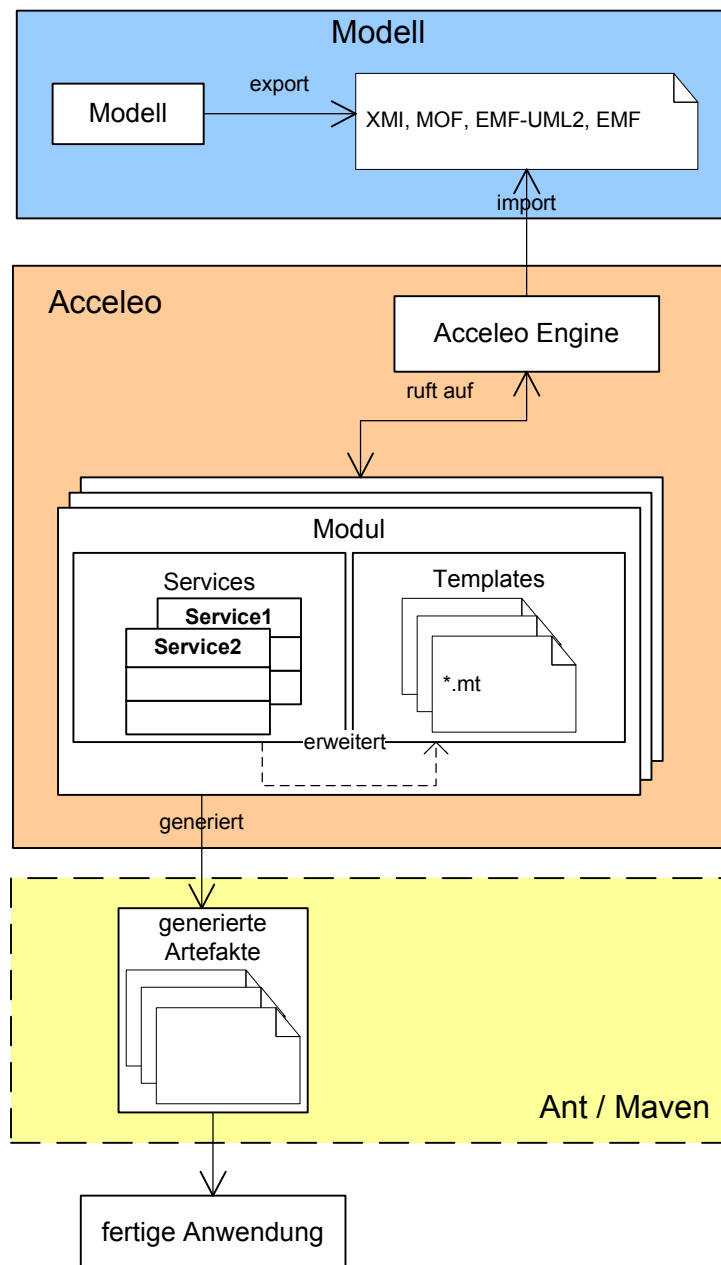 Modell
export
Modell
XMI, MOF, EMF-UML2, EMF
import
Acceleo
Acceleo Engine
ruft auf
Modul
Services
Templates
Service1
Service2
*.mt
erweitert
generiert
generierte
Artefakte
Ant / Maven
fertige Anwendung